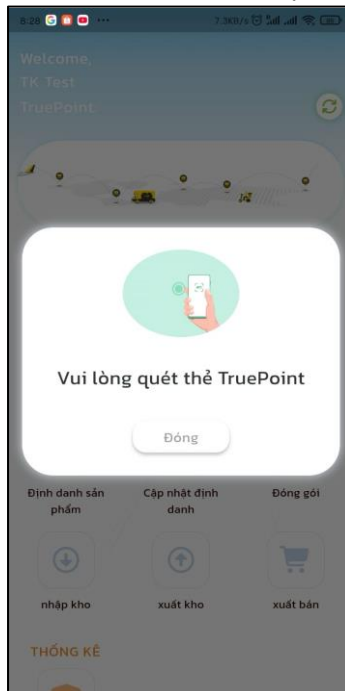 8:28 7.3KB/s
Welcome,
TK Test
TruePoint
Vui lòng quét thẻ TruePoint
Đóng
Định danh sản phẩm
Cập nhật định danh
Đóng gói
nhập kho
xuất kho
xuất bán
THỐNG KÊ